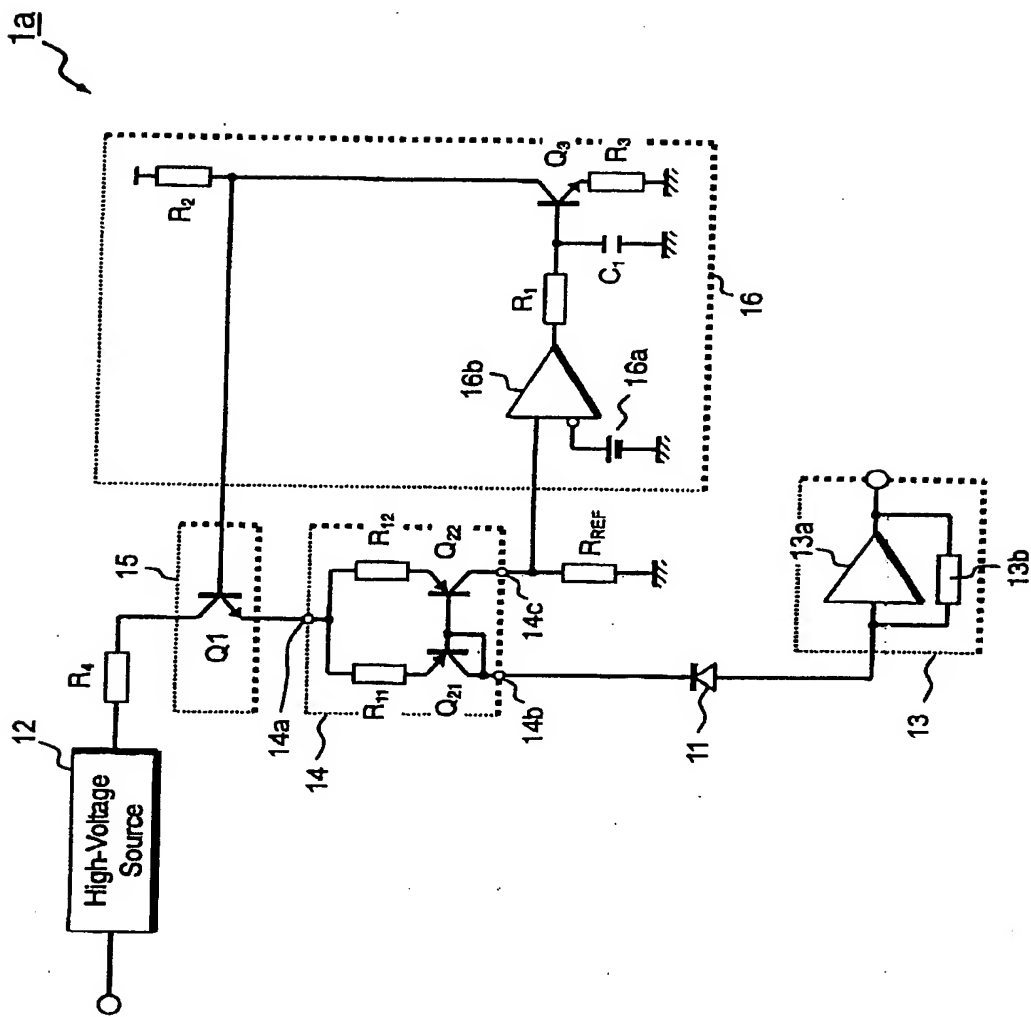 1a
12
High-Voltage
Source
R4
15
Q1
R2
14a
14
R11
R12
Q21
Q22
14b
14c
RREF
16b
16a
R1
C1
Q3
R3
16
11
13a
13b
13